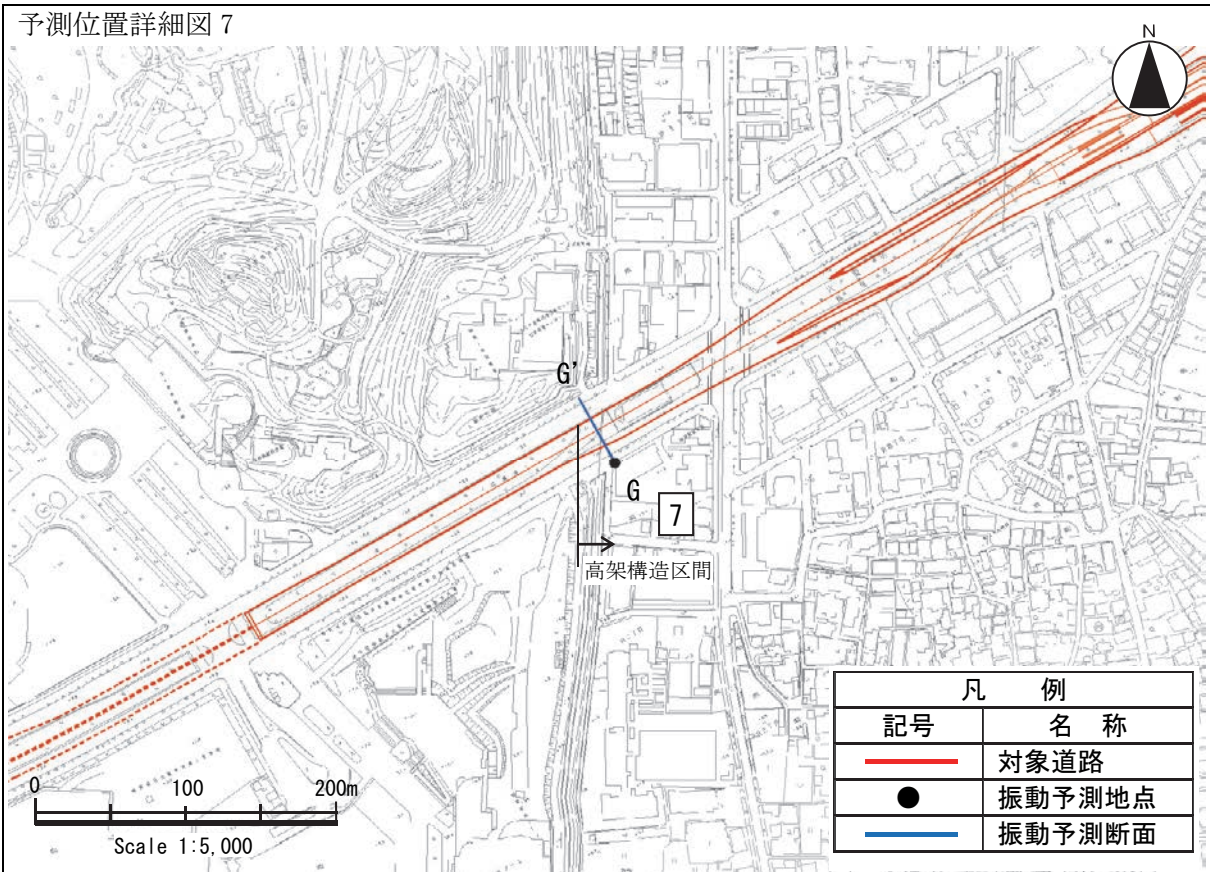 予測位置詳細図 7
N
G'
G
7
高架構造区間
0 100 200m
Scale 1:5,000
凡 例
記号 名 称
対象道路
振動予測地点
振動予測断面